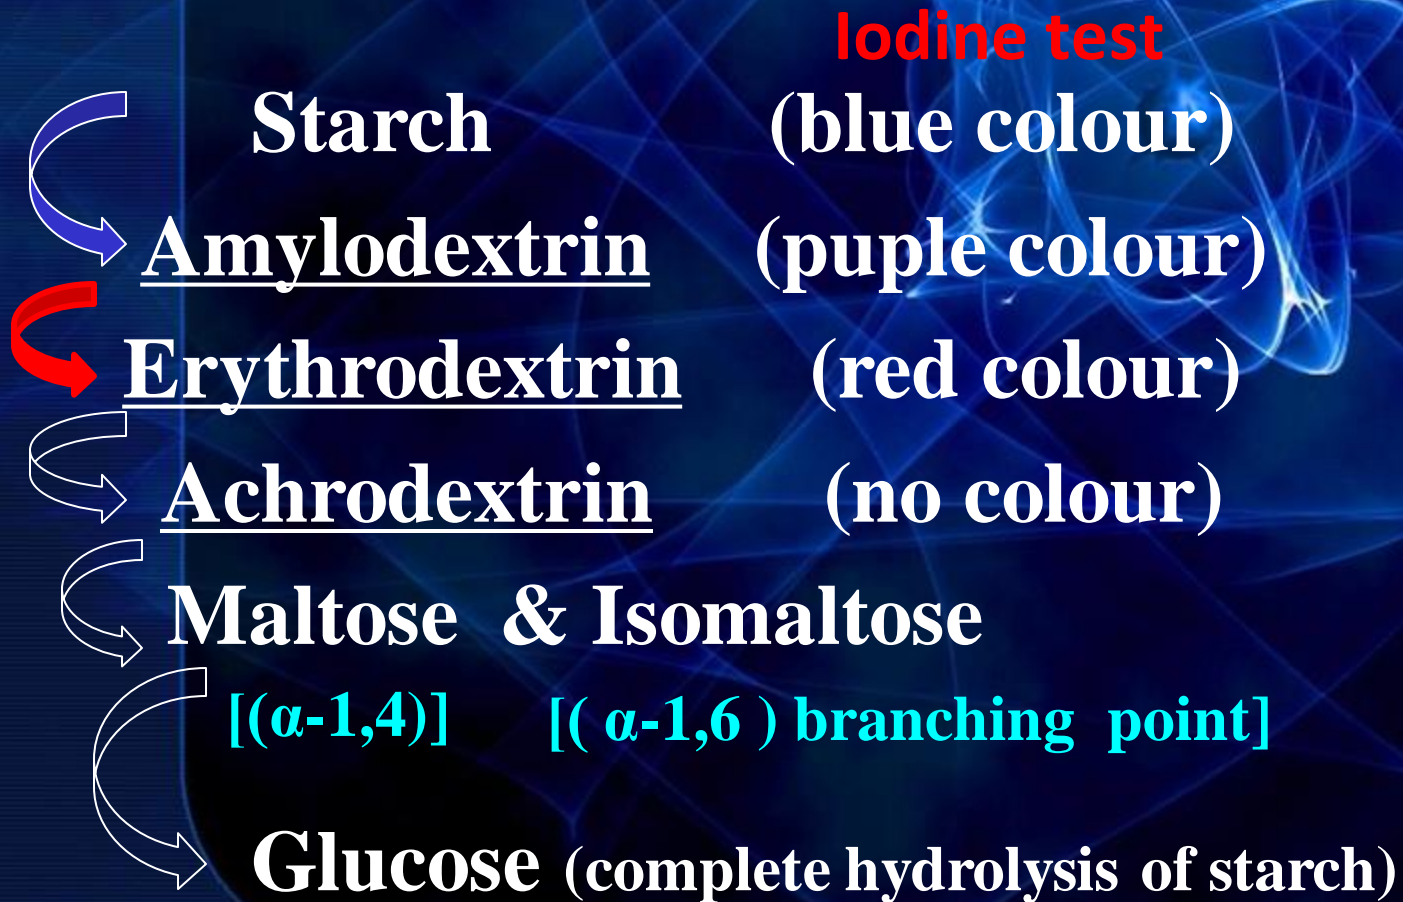 Iodine test
Starch (blue colour)
Amylodextrin (puple colour)
Erythrodextrin (red colour)
Achrodextrin (no colour)
Maltose & Isomaltose
[(α-1,4)] [( α-1,6 ) branching point]
Glucose (complete hydrolysis of starch)